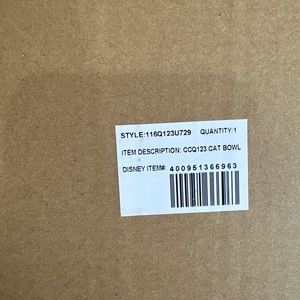 STYLE:116Q123U729 QUANTITY:1
ITEM DESCRIPTION: CCQ123 CAT BOWL
DISNEY ITEM#: 400951366963